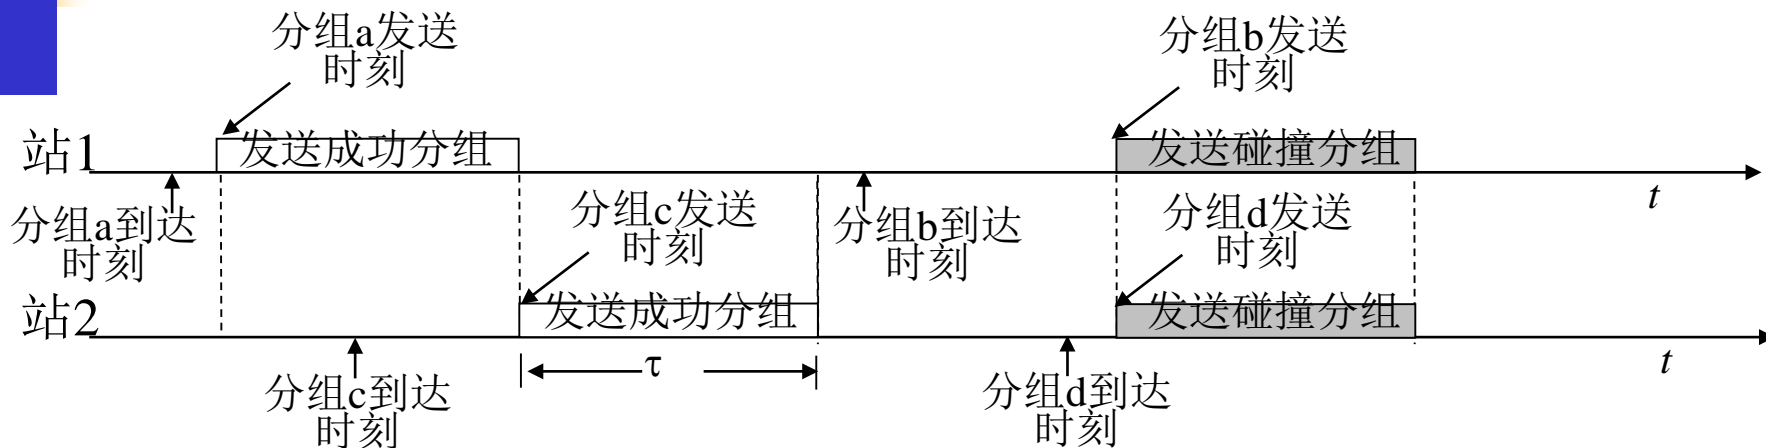 分组a发送
时刻
分组b发送
时刻
站1
发送成功分组
发送碰撞分组
t
分组a到达
时刻
分组c发送
时刻
分组b到达
时刻
分组d发送
时刻
站2
发送成功分组
发送碰撞分组
τ
t
分组c到达
时刻
分组d到达
时刻